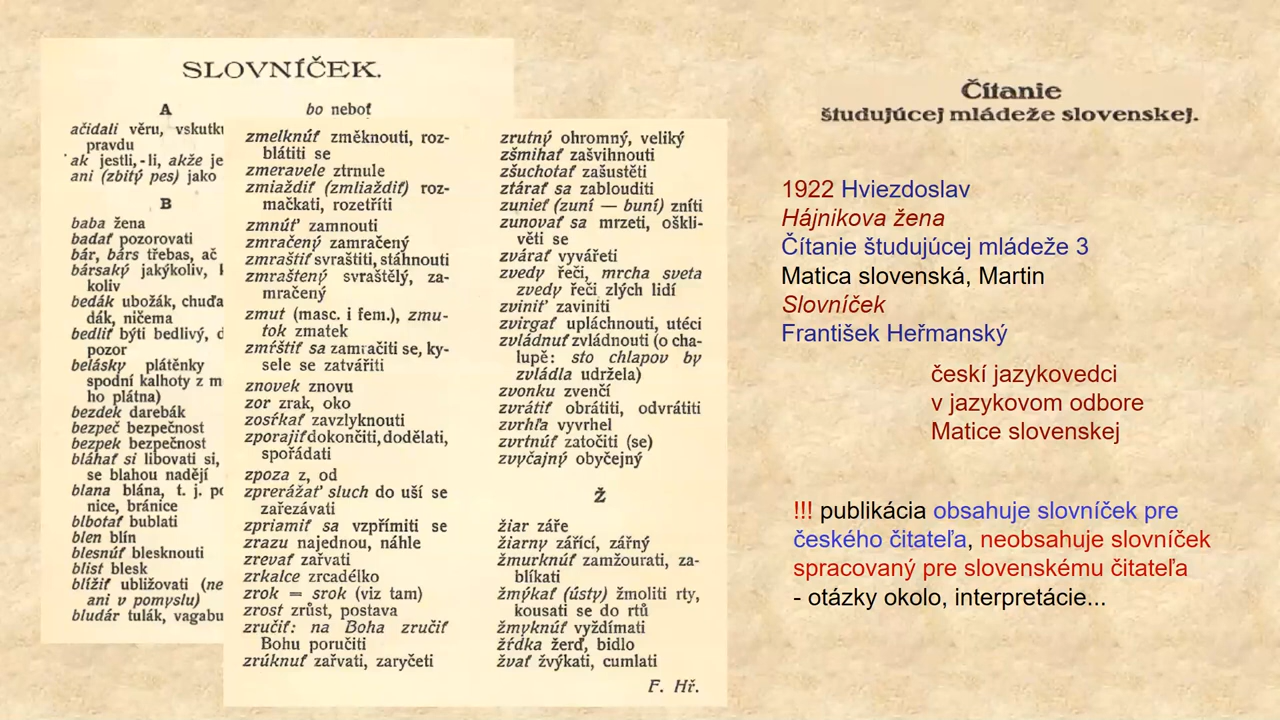 SLOVNÍČEK.
A
ačidali věru, vskutku
pravdu
ak jestli, -li, akže je
ani (zbitý pes) jako
B
baba žena
badať pozorovati
bár, bárs třebas, ač
bársaký jakýkoliv, k
koliv
bedák ubožák, chuďa
dák, ničema
bedliť býti bedlivý, d
pozor
belásky plátěnky
spodní kalhoty z m
ho plátna)
bezdek darebák
bezpeč bezpečnost
bezpek bezpečnost
bláhať si libovati si,
se blahou nadějí
blana blána, t. j. po
nice, bránice
blbotať bublati
blen blín
blesnúť blesknouti
blist blesk
blížiť ubližovati (ne
ani v pomyslu)
bludár tulák, vagabu
bo neboť
zmelknúť změknouti, roz-
blátiti se
zmeravele ztrnule
zmiaždiť (zmliaždiť) roz-
mačkati, rozetříti
zmnúť zamnouti
zmračený zamračený
zmraštiť svraštiti, stáhnouti
zmraštený svraštělý, za-
mračený
zmut (masc. i fem.), zmu-
tok zmatek
zmŕštiť sa zamračiti se, ky-
sele se zatvářiti
znovek znovu
zor zrak, oko
zosŕkať zavzlyknouti
zporajiť dokončiti, dodělati,
spořádati
zpoza z, od
zprerážať sluch do uší se
zařezávati
zpriamiť sa vzpřímiti se
zrazu najednou, náhle
zrevať zařvati
zrkalce zrcadélko
zrok = srok (viz tam)
zrost zrůst, postava
zručiť: na Boha zručiť
Bohu poručiti
zrúknuť zařvati, zaryčeti
zrutný ohromný, veliký
zšmihať zašvihnouti
zšuchotať zašustěti
ztárať sa zablouditi
zunieť (zuní — buní) zníti
zunovať sa mrzeti, oškli-
věti se
zvárať vyvářeti
zvedy řeči, mrcha sveta
zvedy řeči zlých lidí
zviniť zaviniti
zvirgať upláchnouti, utéci
zvládnuť zvládnouti (o cha-
lupě: sto chlapov by
zvládla udržela)
zvonku zvenčí
zvrátiť obrátiti, odvrátiti
zvrhľa vyvrhel
zvrtnúť zatočiti (se)
zvyčajný obyčejný
Ž
žiar záře
žiarny zářící, zářný
žmurknúť zamžourati, za-
blíkati
žmýkať (ústy) žmoliti rty,
kousati se do rtů
žmyknúť vyždímati
žŕdka žerď, bidlo
žvať žvýkati, cumlati
F. Hř.
Čítanie
študujúcej mládeže slovenskej.
1922 Hviezdoslav
Hájnikova žena
Čítanie študujúcej mládeže 3
Matica slovenská, Martin
Slovníček
František Heřmanský
českí jazykovedci
v jazykovom odbore
Matice slovenskej
!!! publikácia obsahuje slovníček pre
českého čitateľa, neobsahuje slovníček
spracovaný pre slovenskému čitateľa
- otázky okolo, interpretácie...